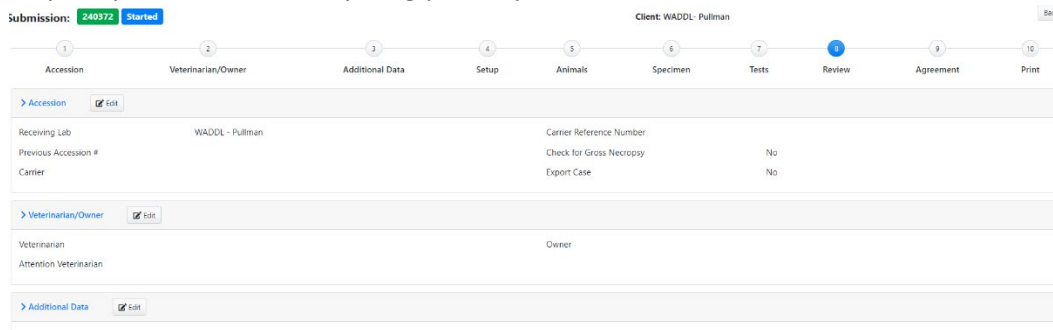 Submission: 240372 Started Client: WADDL- Pullman
1 2 3 4 5 6 7 8 9 10
Accession Veterinarian/Owner Additional Data Setup Animals Specimen Tests Review Agreement Print
> Accession Edit
Receiving Lab WADDL - Pullman Carrier Reference Number
Previous Accession # Check for Gross Necropsy No
Carrier Export Case No
> Veterinarian/Owner Edit
Veterinarian Owner
Attention Veterinarian
> Additional Data Edit